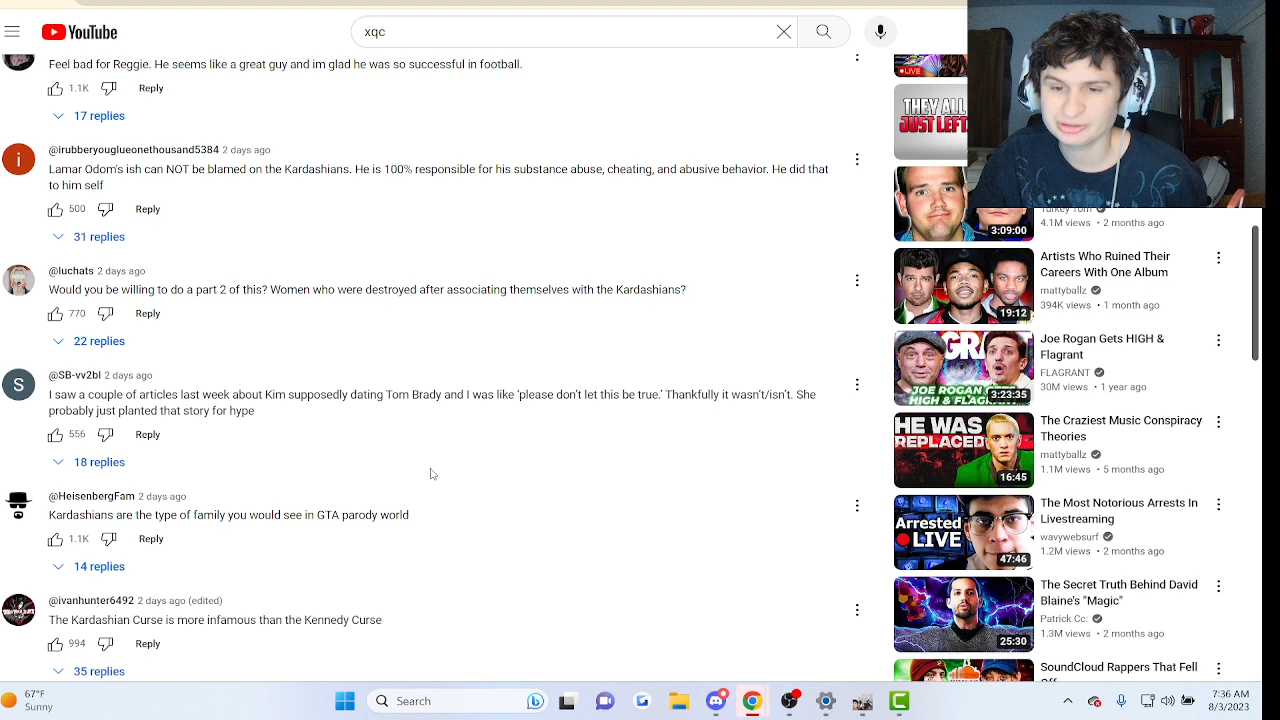 YouTube
xqc
Feel bad for Reggie. He seems like a great guy and im glad he was so successful in football.
1.1K Reply
17 replies
@irubberyouglueonethousand5384 2 days ago
Lamar Odom's ish can NOT be blamed on the Kardashians. He is 100% responsible for his substance abuse, cheating, and abusive behavior. He did that
to him self
500 Reply
31 replies
@luchats 2 days ago
Would you be willing to do a part 2 of this? Women who were destroyed after associating themselves with the Kardashians?
770 Reply
22 replies
@SB-vv2bl 2 days ago
I saw a couple of articles last week about Kim allegedly dating Tom Brady and I was like 'pls don't let this be true.' Thankfully it wasn't/isn't. She
probably just planted that story for hype
556 Reply
18 replies
@HeisenbergFam 2 days ago
Kardashians are the type of family you would see in GTA parody
1.1K Reply
14 replies
@ivanhunter6492 2 days ago (edited)
The Kardashian Curse is more insaness than the Kennedy Curse
994 Reply
35 replies
LIVE
THEY ALL
JUST LEFT
3:09:00
Turkey Tom
4.1M views • 2 months ago
19:12
Artists Who Ruined Their
Careers With One Album
mattyballz
394K views • 1 month ago
JOE ROGAN GETS
HIGH & FLAGRANT
3:23:35
Joe Rogan Gets HIGH &
Flagrant
FLAGRANT
30M views • 1 year ago
HE WAS
REPLACED
16:45
The Craziest Music Conspiracy
Theories
mattyballz
1.1M views • 5 months ago
Arrested
LIVE
47:46
The Most Notorious Arrests In
Livestreaming
wavywebsurf
1.2M views • 2 months ago
25:30
The Secret Truth Behind David
Blaine's "Magic"
Patrick Cc:
1.3M views • 2 months ago
SoundCloud Rappers That Fell
Off
67°F
Sunny
Search
7:36 AM
8/3/2023